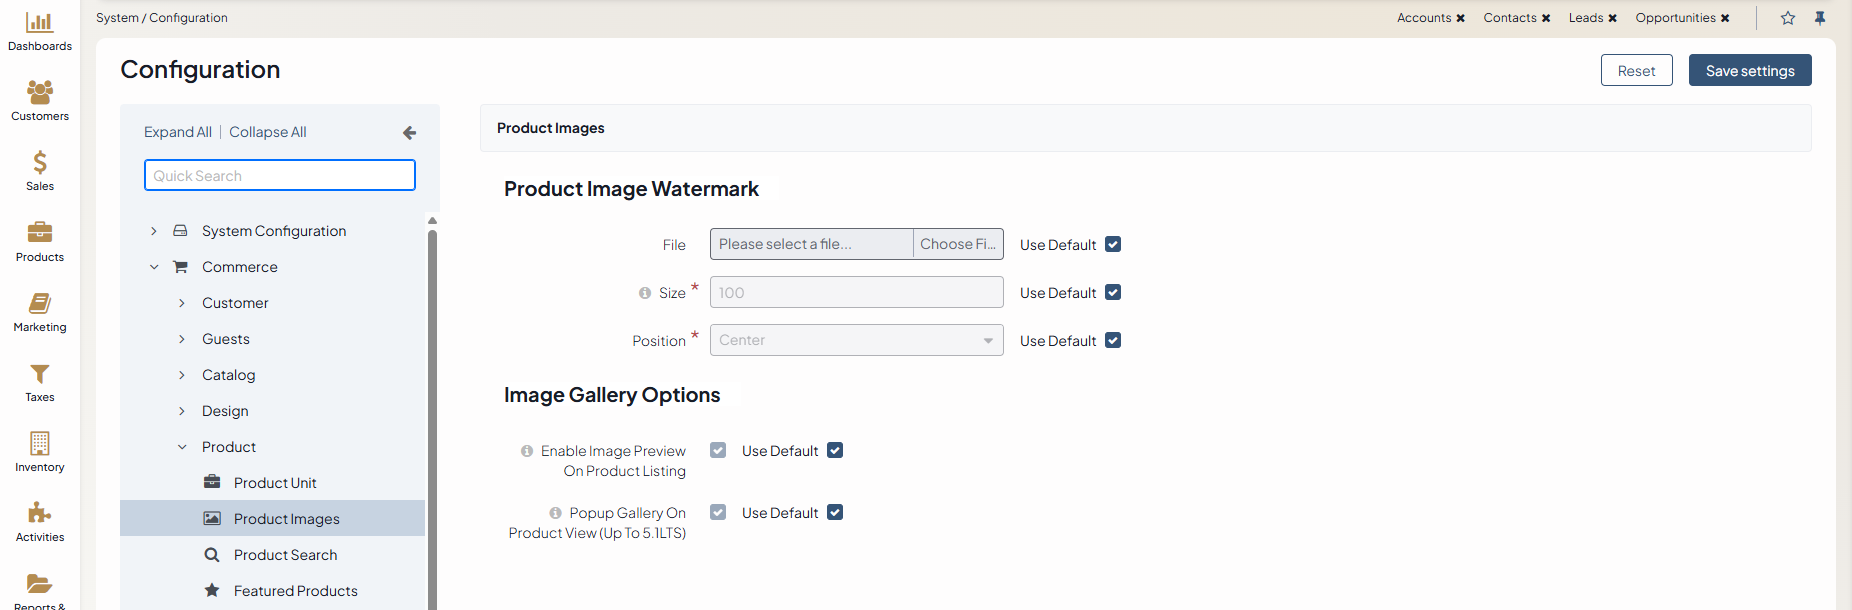 System / Configuration
Accounts ✖ Contacts ✖ Leads ✖ Opportunities ✖
Dashboards
Customers
Sales
Products
Marketing
Taxes
Inventory
Activities
Reports &
Configuration
Reset
Save settings
Expand All | Collapse All
Quick Search
System Configuration
Commerce
Customer
Guests
Catalog
Design
Product
Product Unit
Product Images
Product Search
Featured Products
Product Images
Product Image Watermark
File Please select a file... Choose Fi... Use Default
Size * 100 Use Default
Position * Center Use Default
Image Gallery Options
Enable Image Preview Use Default
On Product Listing
Popup Gallery On Use Default
Product View (Up To 5.1LTS)